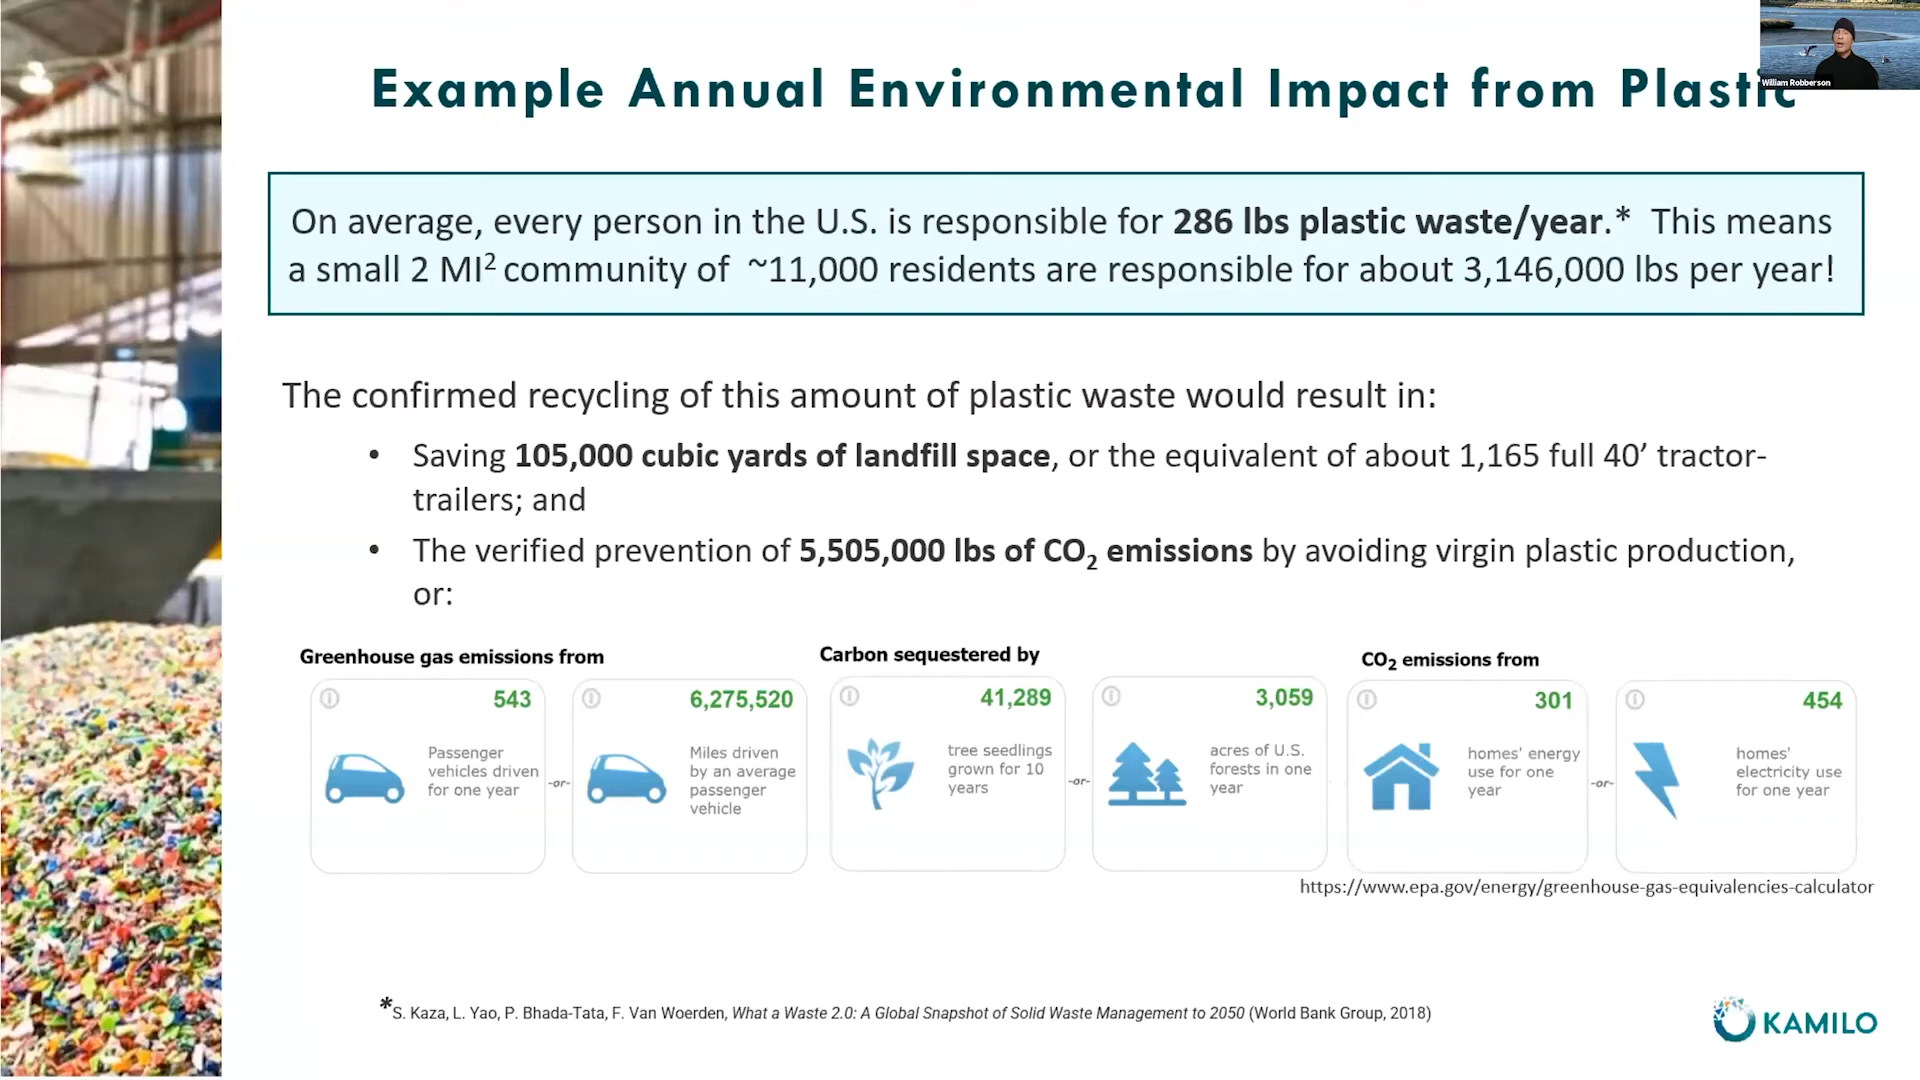 Example Annual Environmental Impact from Plastic
William Robberson
On average, every person in the U.S. is responsible for 286 lbs plastic waste/year.* This means
a small 2 MI² community of ~11,000 residents are responsible for about 3,146,000 lbs per year!
The confirmed recycling of this amount of plastic waste would result in:
• Saving 105,000 cubic yards of landfill space, or the equivalent of about 1,165 full 40’ tractor-
trailers; and
• The verified prevention of 5,505,000 lbs of CO₂ emissions by avoiding virgin plastic production,
or:
Greenhouse gas emissions from
543
Passenger
vehicles driven
for one year
-or-
6,275,520
Miles driven
by an average
passenger
vehicle
Carbon sequestered by
41,289
tree seedlings
grown for 10
years
-or-
3,059
acres of U.S.
forests in one
year
CO₂ emissions from
301
homes' energy
use for one
year
-or-
454
homes'
electricity use
for one year
https://www.epa.gov/energy/greenhouse-gas-equivalencies-calculator
*S. Kaza, L. Yao, P. Bhada-Tata, F. Van Woerden, What a Waste 2.0: A Global Snapshot of Solid Waste Management to 2050 (World Bank Group, 2018)
KAMILO